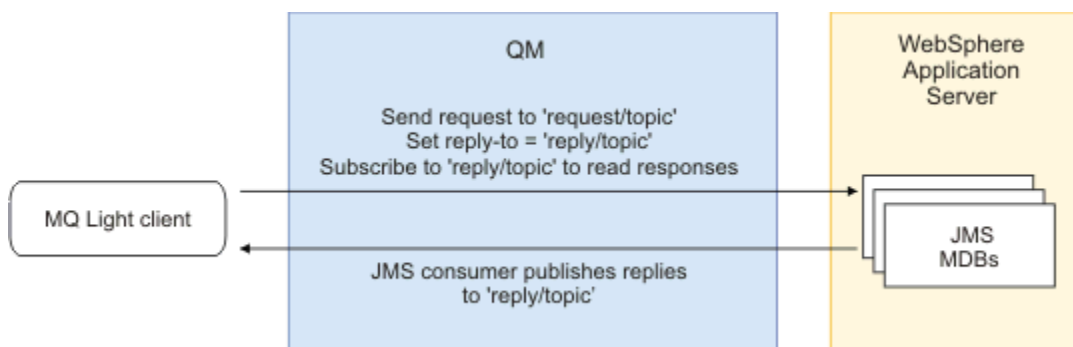 QM
Send request to 'request/topic'
Set reply-to = 'reply/topic'
Subscribe to 'reply/topic' to read responses
MQ Light client
JMS consumer publishes replies
to 'reply/topic'
WebSphere
Application
Server
JMS
MDBs